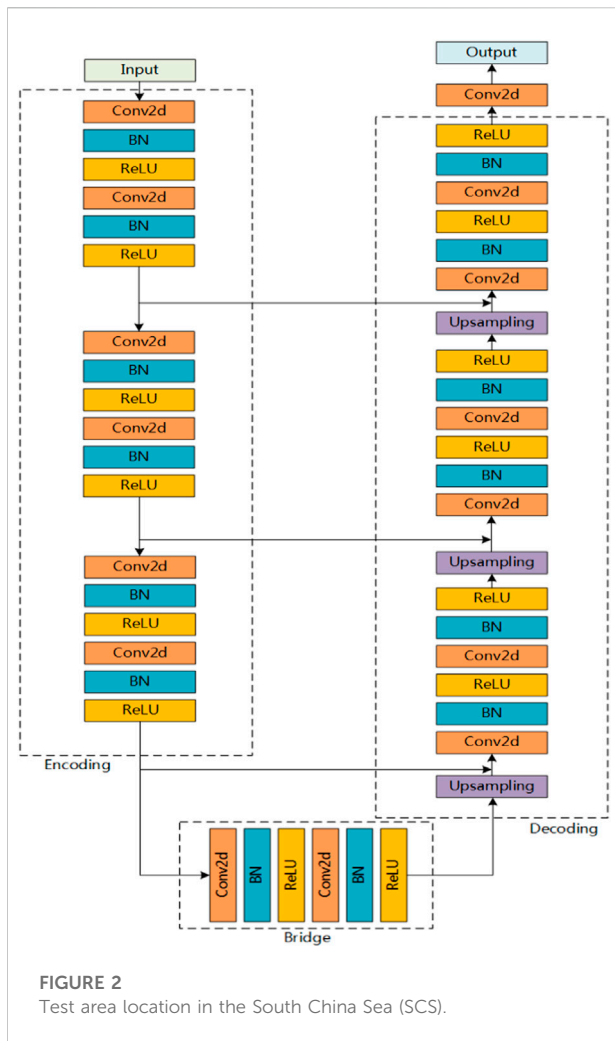 Input
Conv2d
BN
ReLU
Conv2d
BN
ReLU
Conv2d
BN
ReLU
Conv2d
BN
ReLU
Conv2d
BN
ReLU
Conv2d
BN
ReLU
Encoding
Conv2d
BN
ReLU
Conv2d
BN
ReLU
Bridge
Output
Conv2d
ReLU
BN
Conv2d
ReLU
BN
Conv2d
Upsampling
ReLU
BN
Conv2d
ReLU
BN
Conv2d
Upsampling
ReLU
BN
Conv2d
ReLU
BN
Conv2d
Upsampling
Decoding
FIGURE 2
Test area location in the South China Sea (SCS).